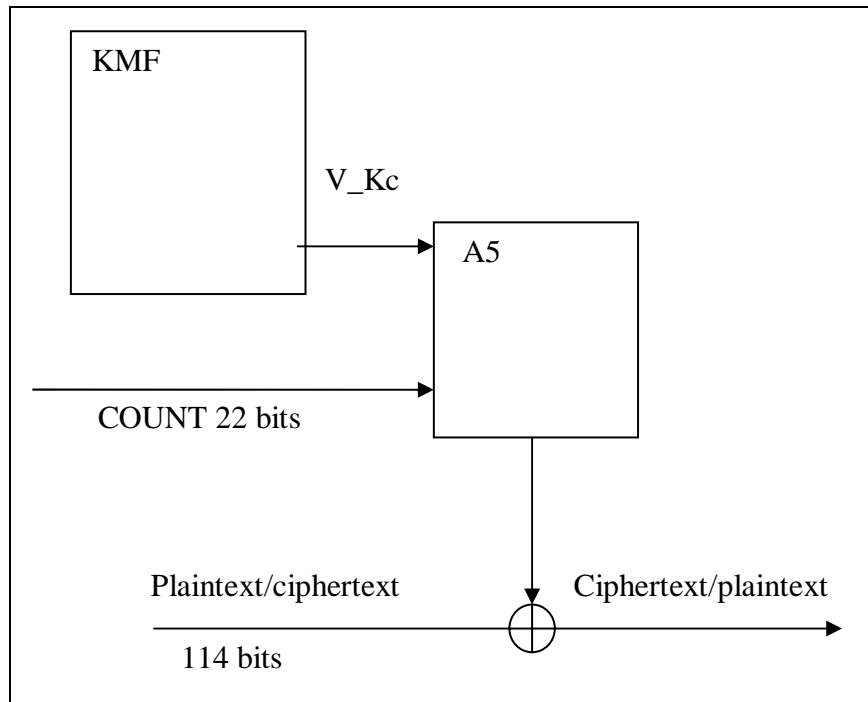 KMF
V_Kc
A5
COUNT 22 bits
Plaintext/ciphertext
Ciphertext/plaintext
114 bits